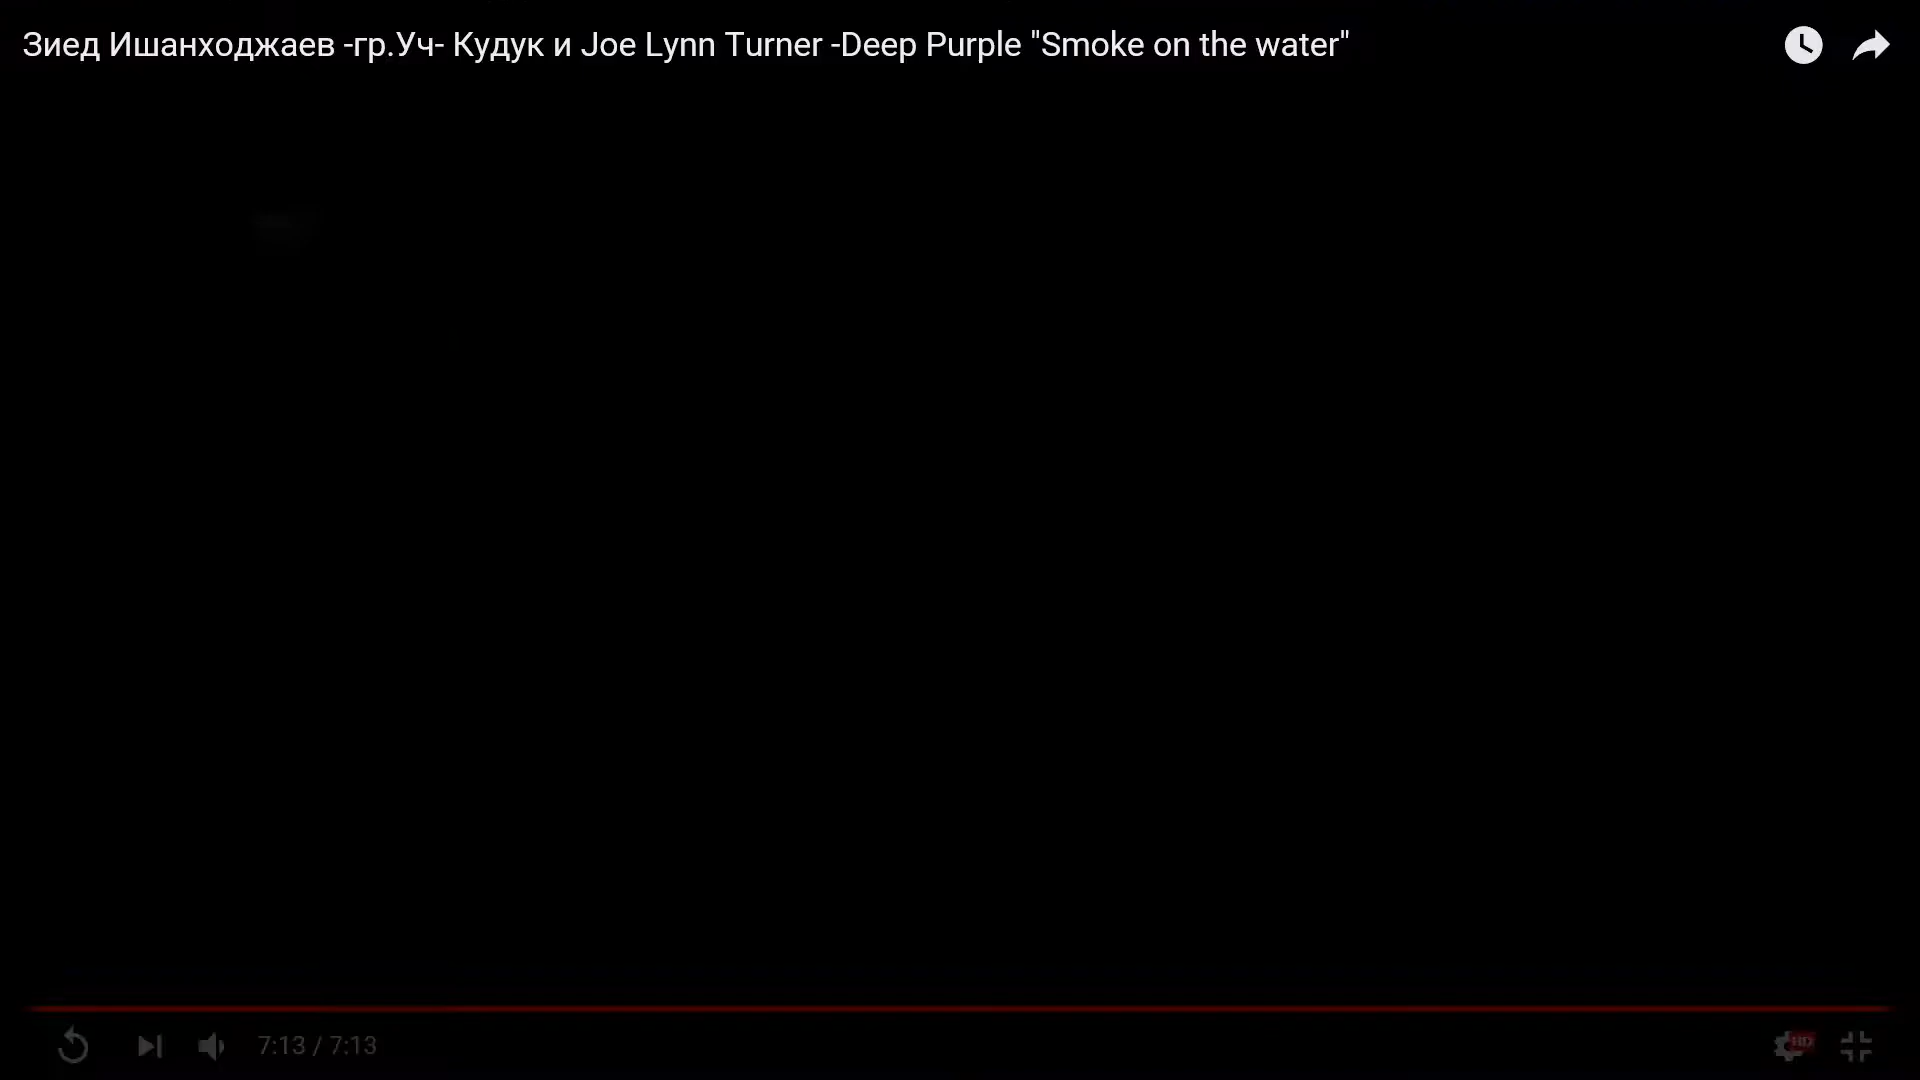 Зиед Ишанходжаев -гр.Уч- Кудук и Joe Lynn Turner -Deep Purple "Smoke on the water"
7:13 / 7:13
HD